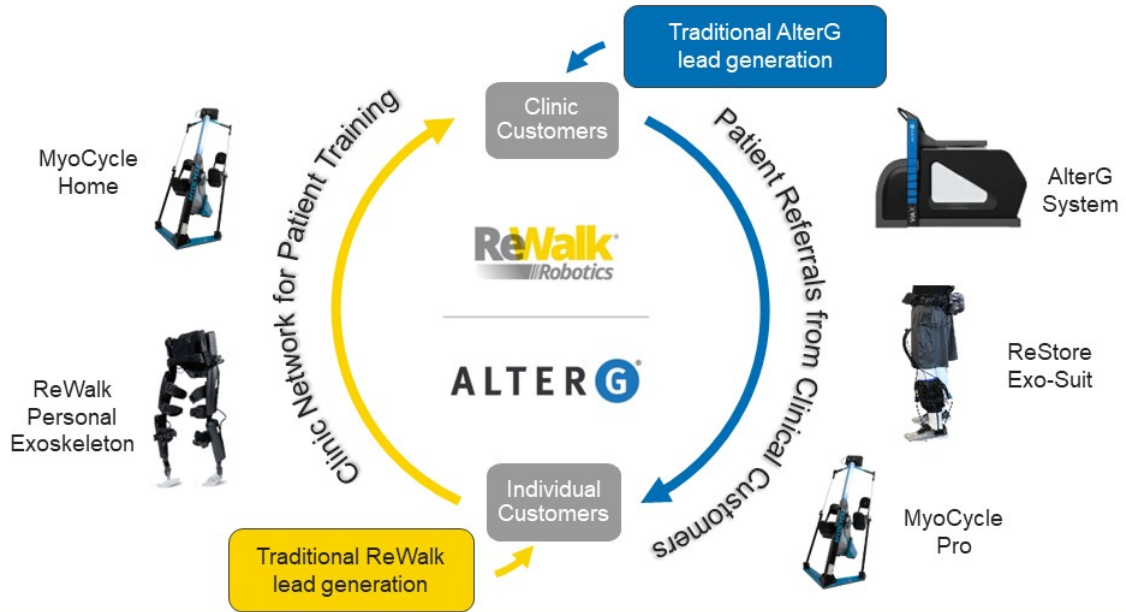 Traditional AlterG
lead generation
Clinic
Customers
Clinic Network for Patient Training
Patient Referrals from Clinical Customers
MyoCycle
Home
AlterG
System
ReWalk
Robotics
ReWalk
Personal
Exoskeleton
ReStore
Exo-Suit
ALTERG
Individual
Customers
MyoCycle
Pro
Traditional ReWalk
lead generation